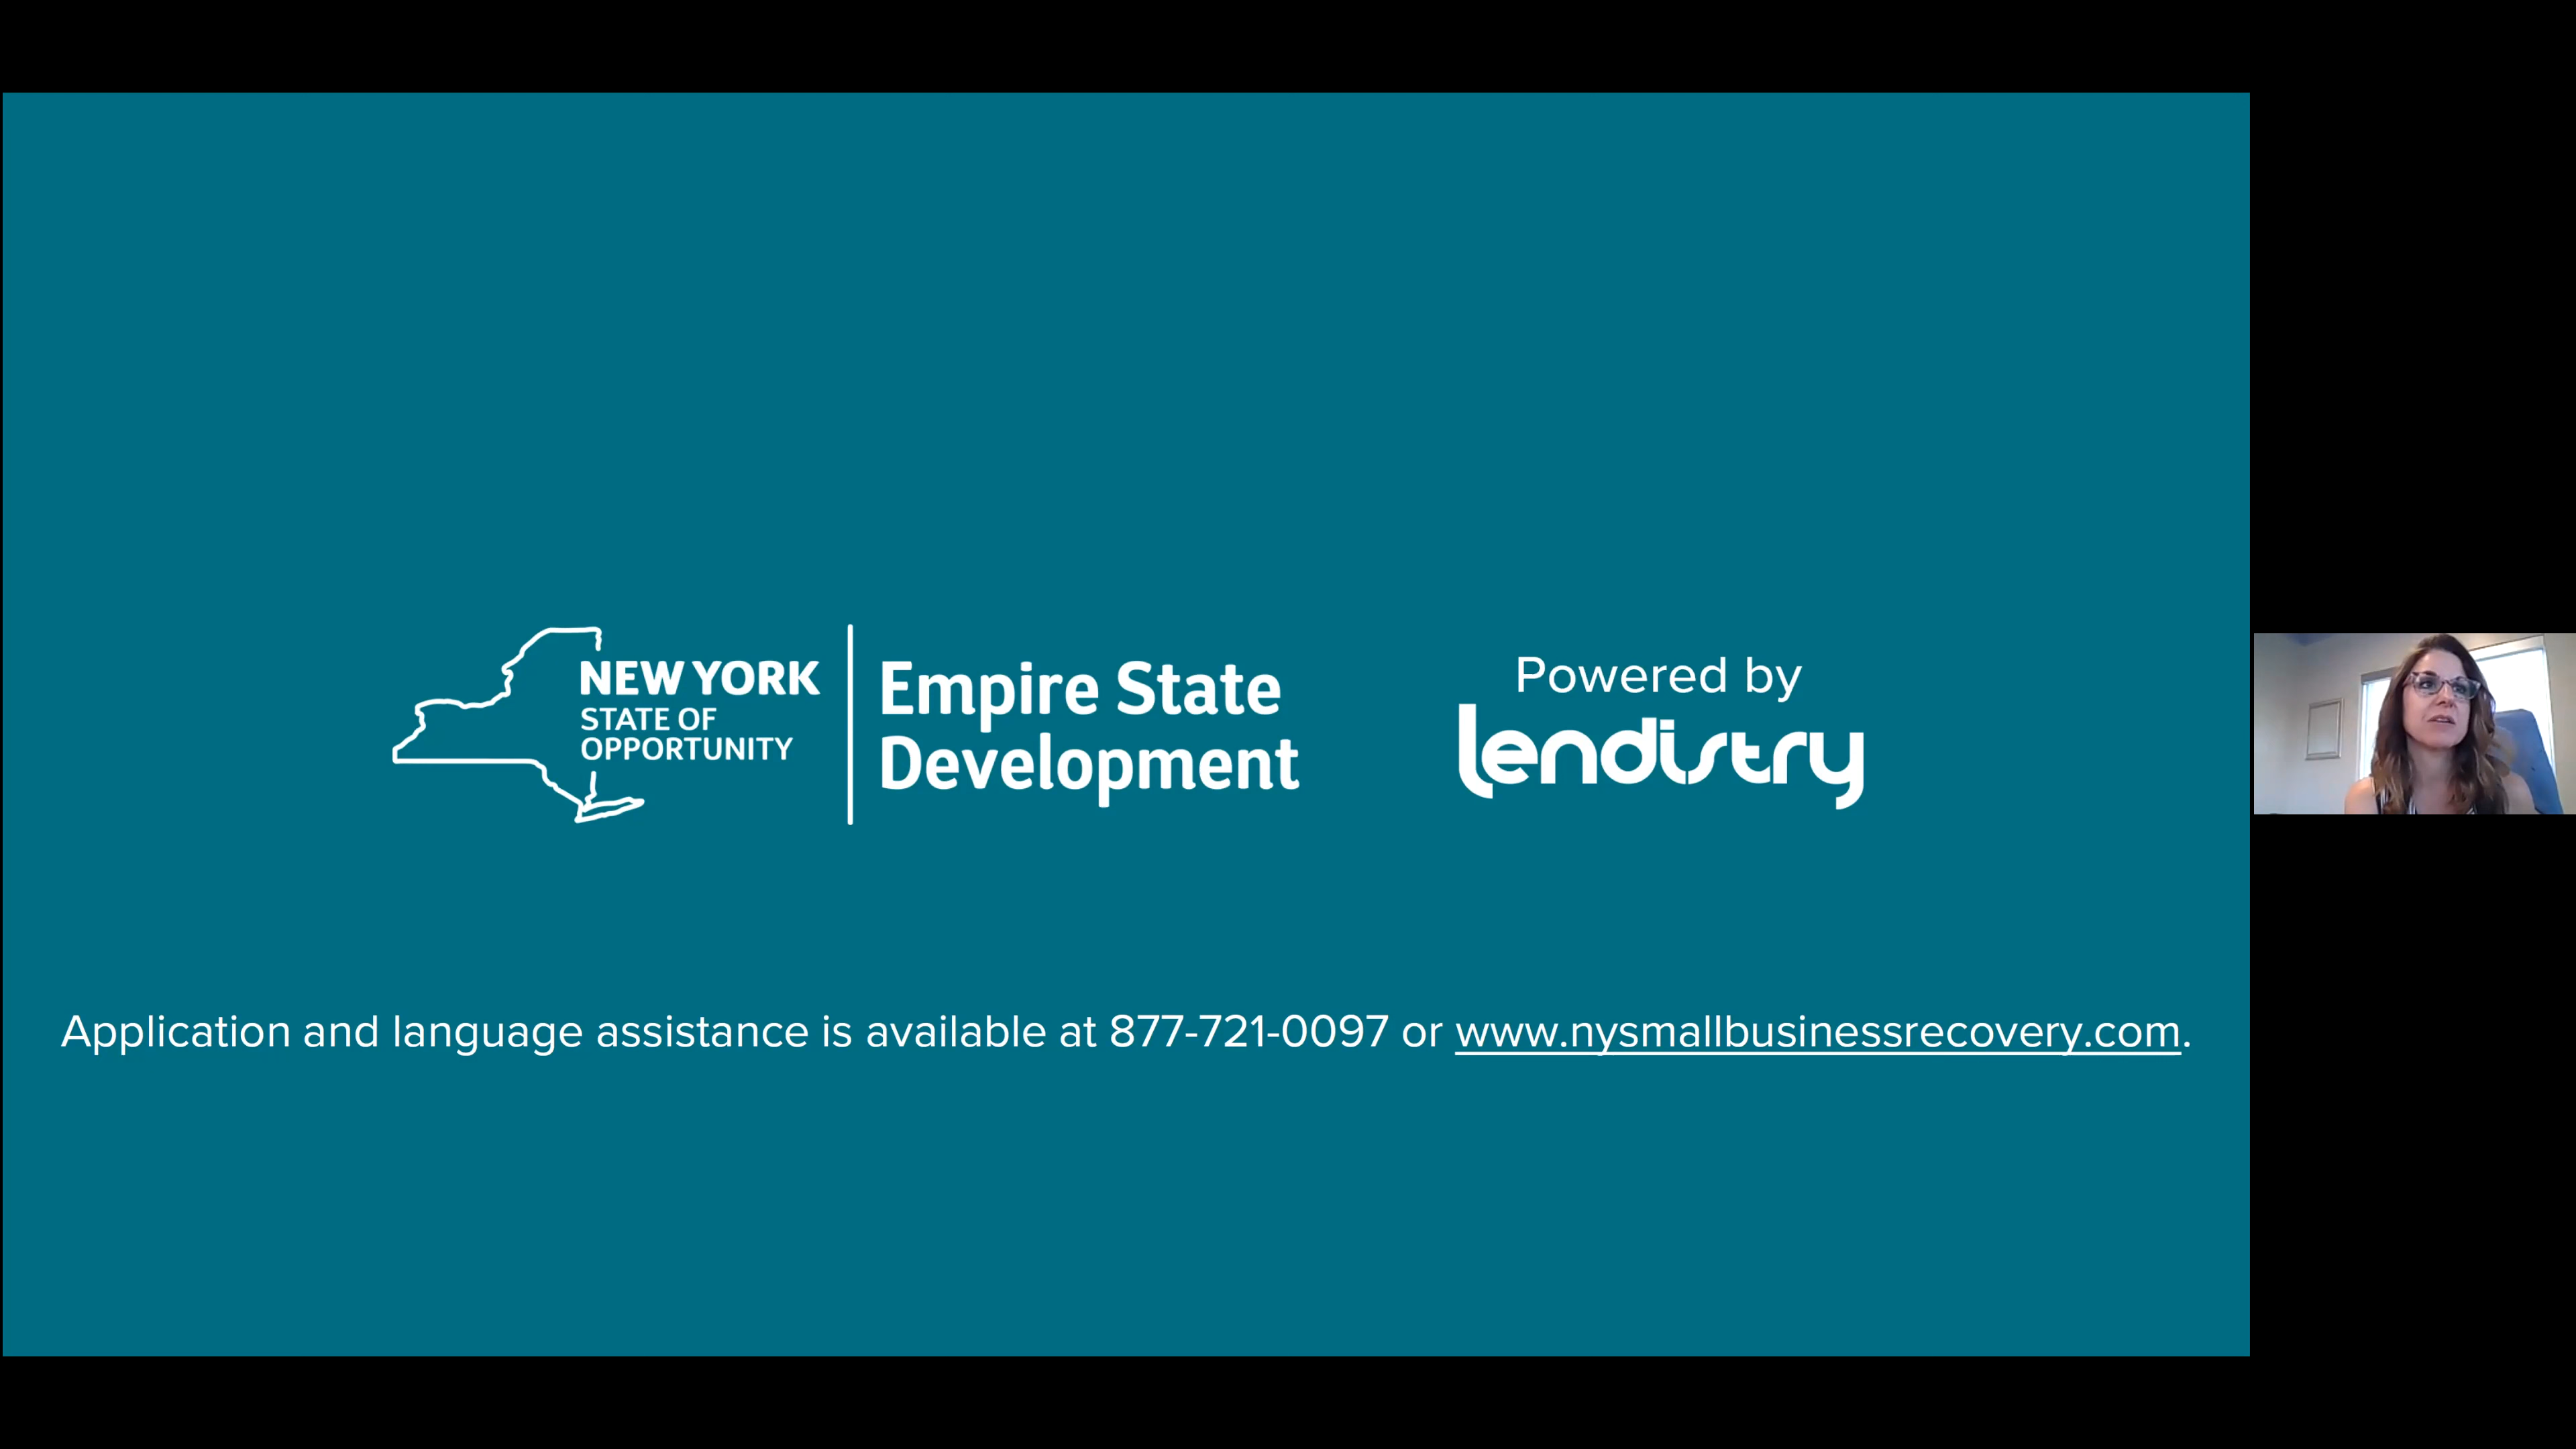 NEW YORK
STATE OF
OPPORTUNITY
Empire State
Development
Powered by
lendistry
Application and language assistance is available at 877-721-0097 or www.nysmallbusinessrecovery.com.